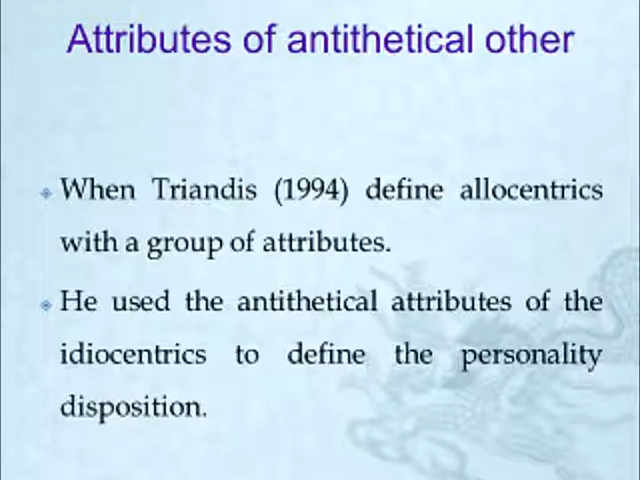 Attributes of antithetical other
When Triandis (1994) define allocentrics
with a group of attributes.
He used the antithetical attributes of the
idiocentrics to define the personality
disposition.